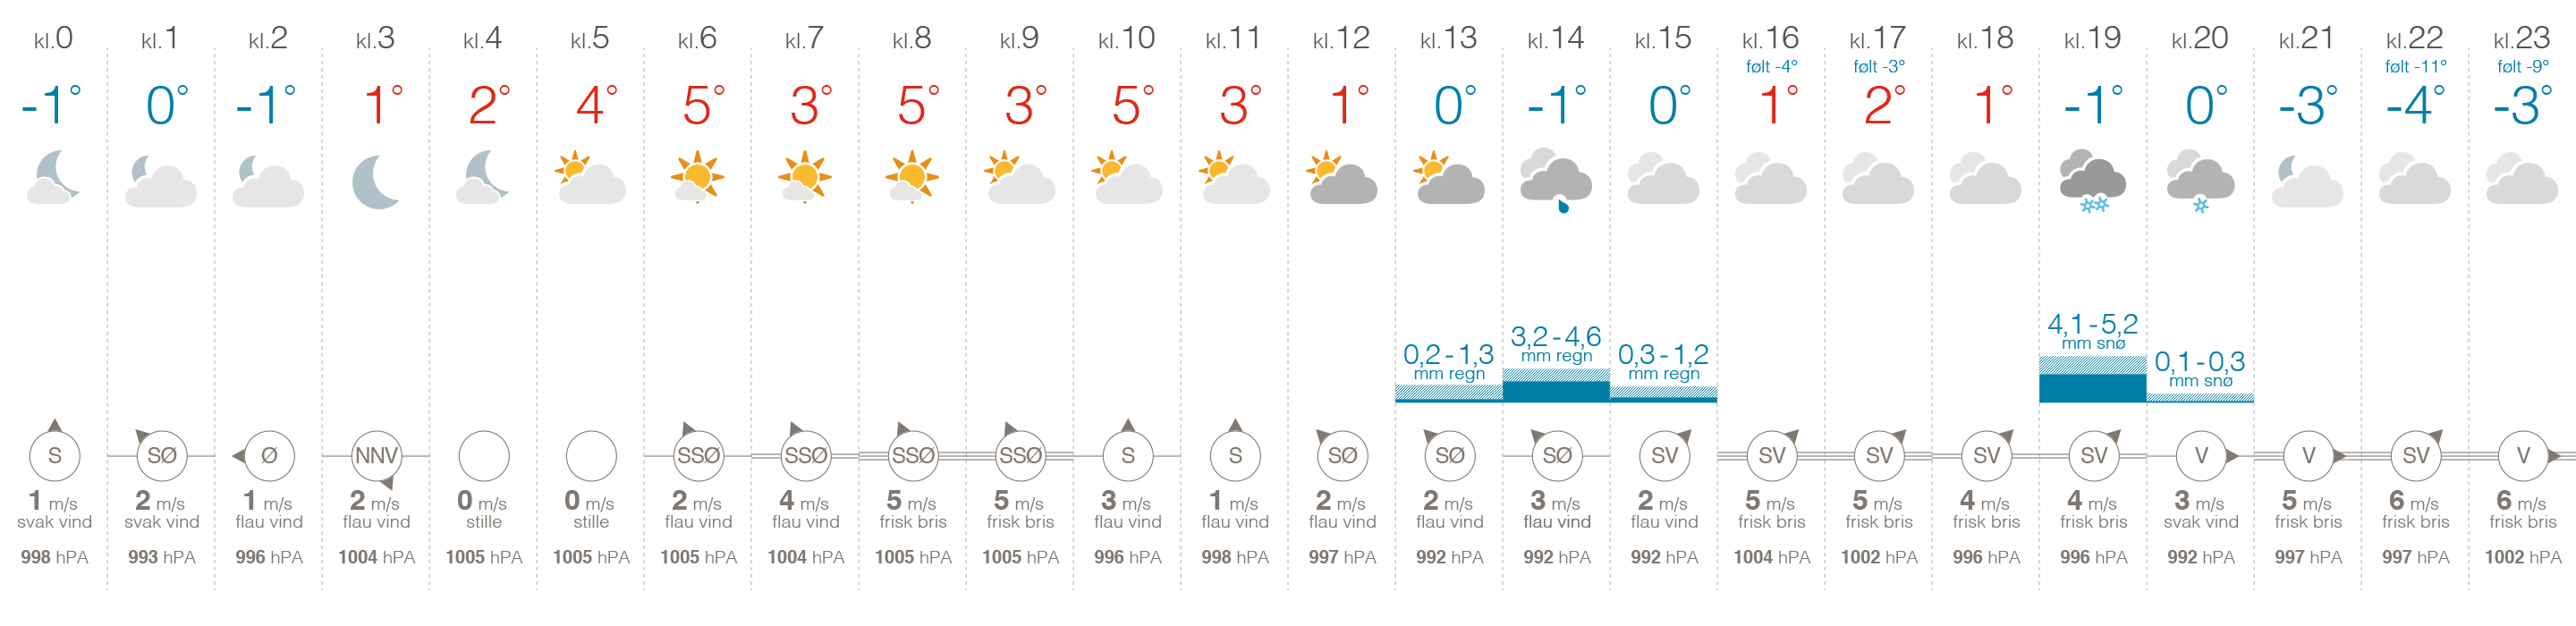 kl.0 kl.1 kl.2 kl.3 kl.4 kl.5 kl.6 kl.7 kl.8 kl.9 kl.10 kl.11 kl.12 kl.13 kl.14 kl.15 kl.16 kl.17 kl.18 kl.19 kl.20 kl.21 kl.22 kl.23
følt -4° følt -3° følt -11° følt -9°
-1° 0° -1° 1° 2° 4° 5° 3° 5° 3° 5° 3° 1° 0° -1° 0° 1° 2° 1° -1° 0° -3° -4° -3°
0,2-1,3 3,2-4,6 0,3-1,2 4,1-5,2 0,1-0,3
mm regn mm regn mm regn mm snø mm snø
S SØ Ø NNV SSØ SSØ SSØ SSØ S S SØ SØ SØ SV SV SV SV SV V V SV V
1 m/s 2 m/s 1 m/s 2 m/s 0 m/s 0 m/s 2 m/s 4 m/s 5 m/s 5 m/s 3 m/s 1 m/s 2 m/s 2 m/s 3 m/s 2 m/s 5 m/s 5 m/s 4 m/s 4 m/s 3 m/s 5 m/s 6 m/s 6 m/s
svak vind svak vind flau vind flau vind stille stille flau vind flau vind frisk bris frisk bris flau vind flau vind flau vind flau vind flau vind flau vind frisk bris frisk bris frisk bris frisk bris svak vind frisk bris frisk bris frisk bris
998 hPA 993 hPA 996 hPA 1004 hPA 1005 hPA 1005 hPA 1005 hPA 1004 hPA 1005 hPA 1005 hPA 996 hPA 998 hPA 997 hPA 992 hPA 992 hPA 992 hPA 1004 hPA 1002 hPA 996 hPA 996 hPA 992 hPA 997 hPA 997 hPA 1002 hPA